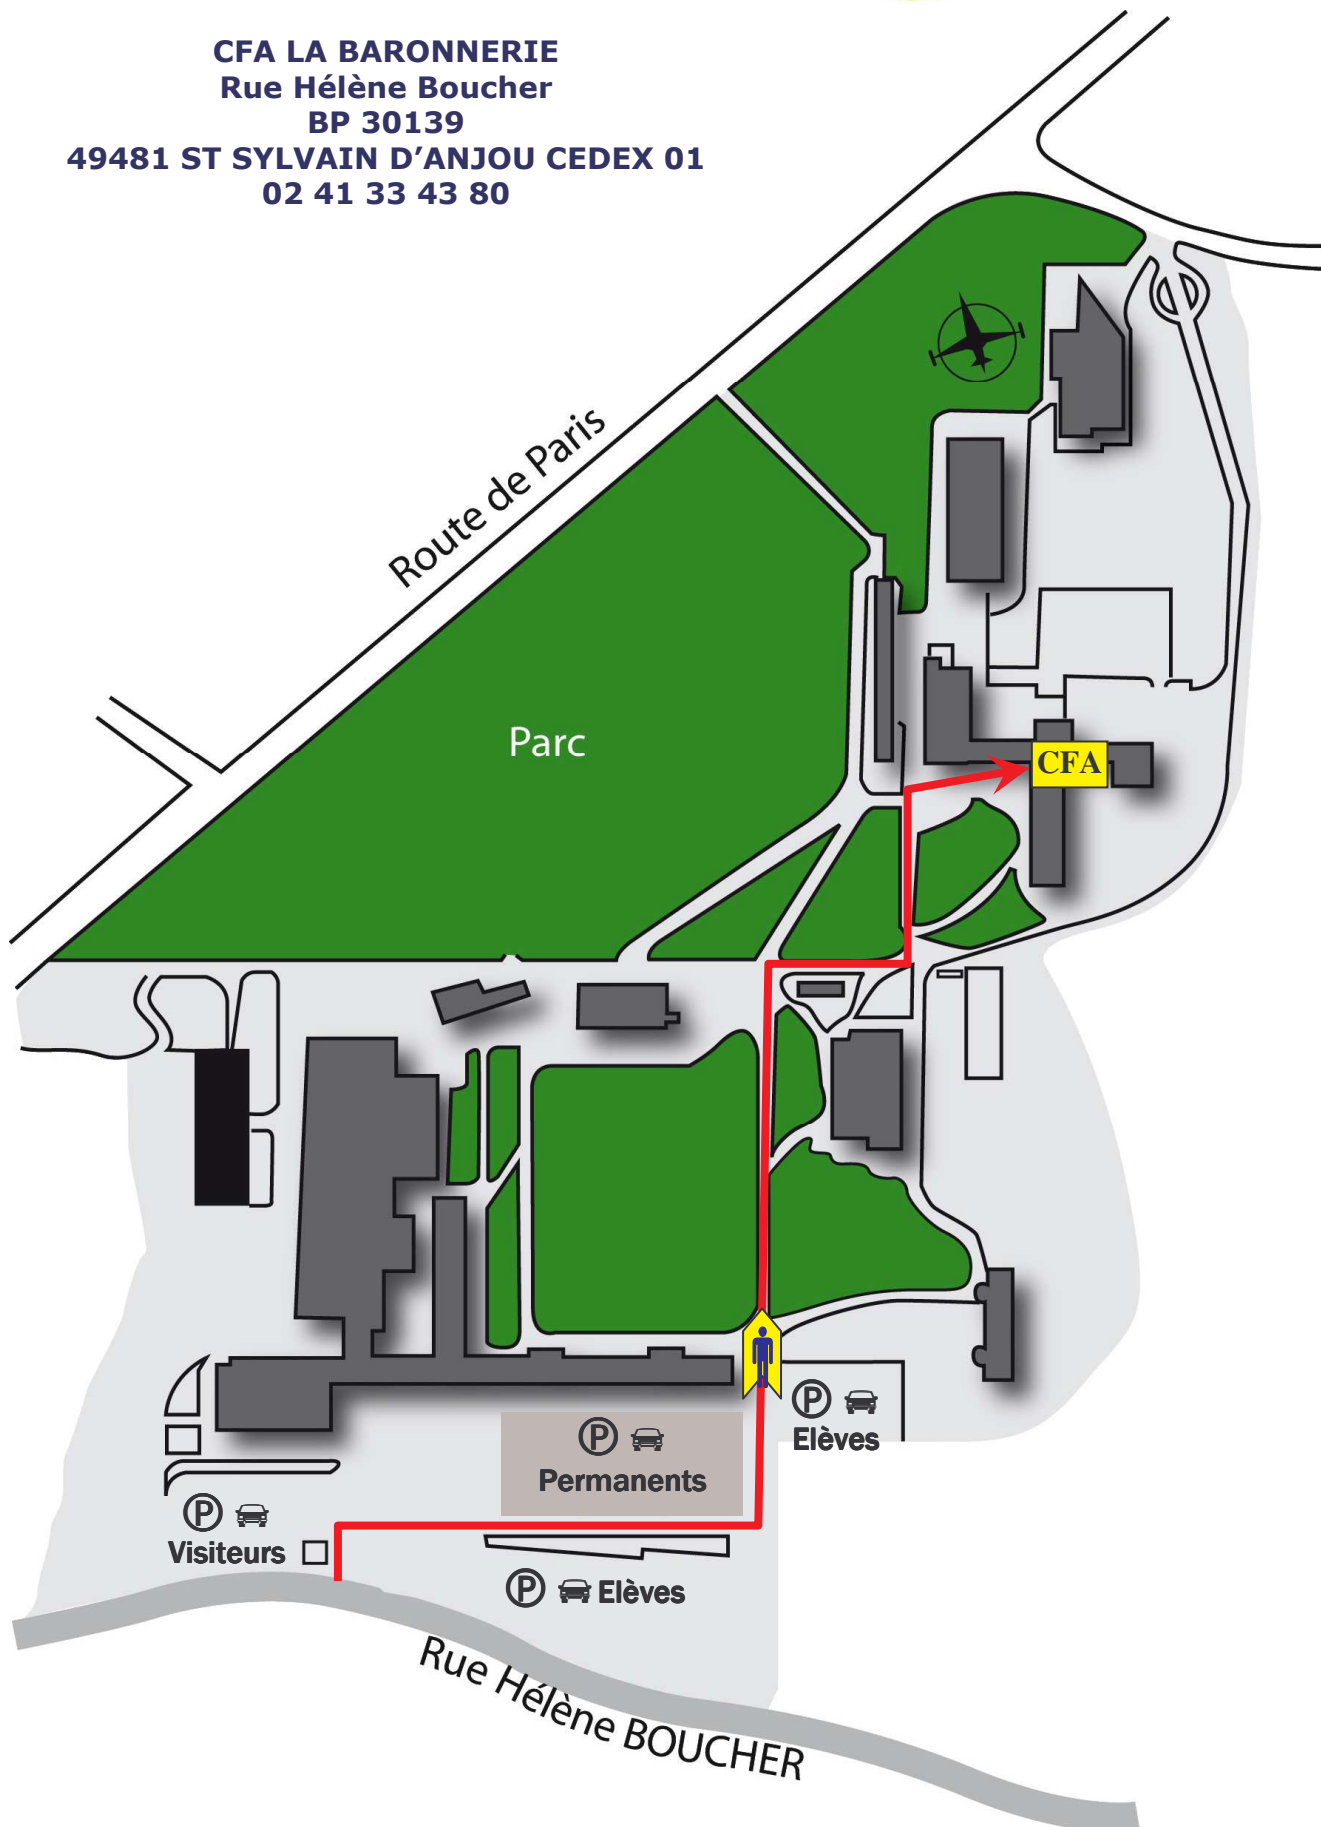 CFA LA BARONNERIE
Rue Hélène Boucher
BP 30139
49481 ST SYLVAIN D’ANJOU CEDEX 01
02 41 33 43 80
Route de Paris
Parc
CFA
P Elèves
P Permanents
P Visiteurs
P Elèves
Rue Hélène BOUCHER